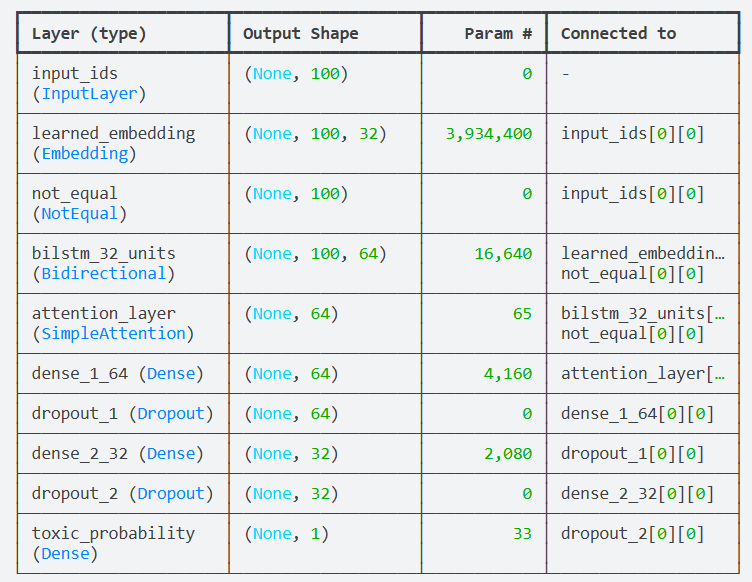 Layer (type) Output Shape Param # Connected to
input_ids (None, 100) 0 -
(InputLayer)
learned_embedding (None, 100, 32) 3,934,400 input_ids[0][0]
(Embedding)
not_equal (None, 100) 0 input_ids[0][0]
(NotEqual)
bilstm_32_units (None, 100, 64) 16,640 learned_embeddin…
(Bidirectional) not_equal[0][0]
attention_layer (None, 64) 65 bilstm_32_units[…
(SimpleAttention) not_equal[0][0]
dense_1_64 (Dense) (None, 64) 4,160 attention_layer[…
dropout_1 (Dropout) (None, 64) 0 dense_1_64[0][0]
dense_2_32 (Dense) (None, 32) 2,080 dropout_1[0][0]
dropout_2 (Dropout) (None, 32) 0 dense_2_32[0][0]
toxic_probability (None, 1) 33 dropout_2[0][0]
(Dense)